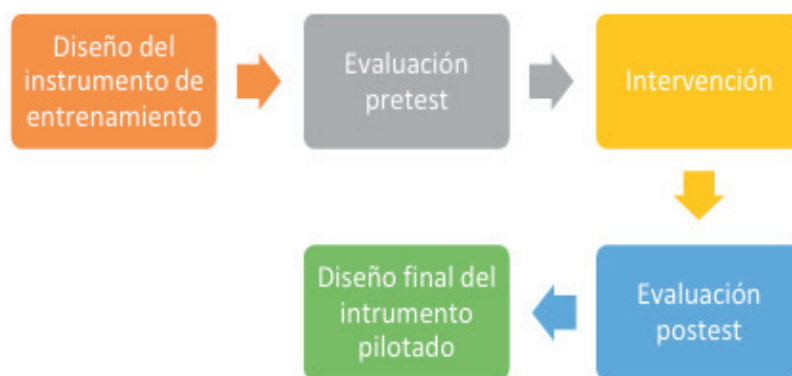 Diseño del
instrumento de
entrenamiento
Evaluación
pretest
Intervención
Evaluación
postest
Diseño final del
intrumento
pilotado